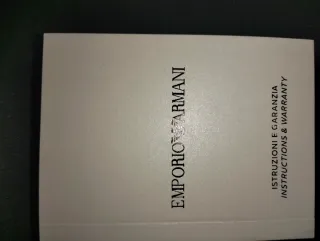 EMPORIO ARMANI
ISTRUZIONI E GARANZIA
INSTRUCTIONS & WARRANTY